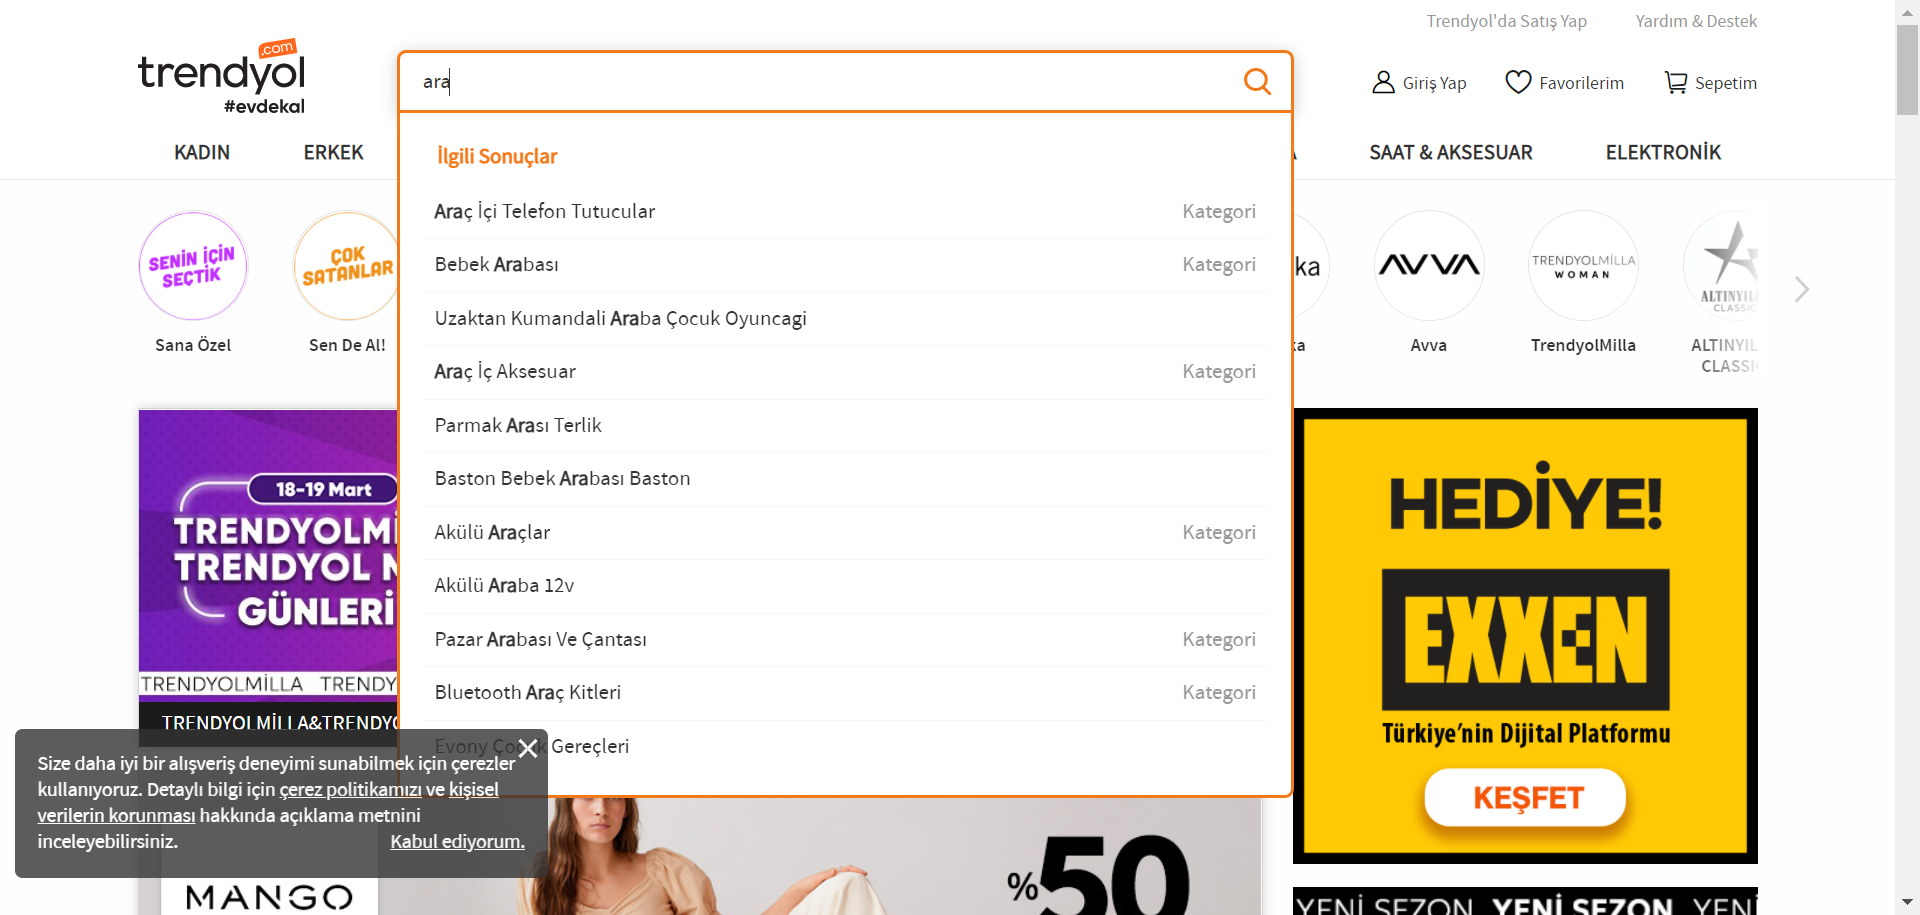 Trendyol'da Satış Yap
Yardım & Destek
trendyol
.com
#evdekal
ara
Giriş Yap
Favorilerim
Sepetim
KADIN
ERKEK
SAAT & AKSESUAR
ELEKTRONİK
İlgili Sonuçlar
Araç İçi Telefon Tutucular Kategori
Bebek Arabası Kategori
Uzaktan Kumandali Araba Çocuk Oyuncagi
Araç İç Aksesuar Kategori
Parmak Arası Terlik
Baston Bebek Arabası Baston
Akülü Araçlar Kategori
Akülü Araba 12v
Pazar Arabası Ve Çantası Kategori
Bluetooth Araç Kitleri Kategori
Evony Çocuk Gereçleri
SENİN İÇİN
SEÇTİK
Sana Özel
ÇOK
SATANLAR
Sen De Al!
ka
ka
AVVA
Avva
TRENDYOLMİLLA
WOMAN
TrendyolMilla
ALTINYIL
CLASSIC
ALTINYIL
CLASSI
18-19 Mart
TRENDYOLMİ
TRENDYOL M
GÜNLERİ
TRENDYOLMİLLA TRENDY
TRENDYOLMİLLA&TRENDYO
HEDİYE!
EXXEN
Türkiye'nin Dijital Platformu
KEŞFET
Size daha iyi bir alışveriş deneyimi sunabilmek için çerezler
kullanıyoruz. Detaylı bilgi için çerez politikamızı ve kişisel
verilerin korunması hakkında açıklama metnini
inceleyebilirsiniz.
Kabul ediyorum.
MANGO
%50
YENİ SEZON YENİ SEZON YENİ